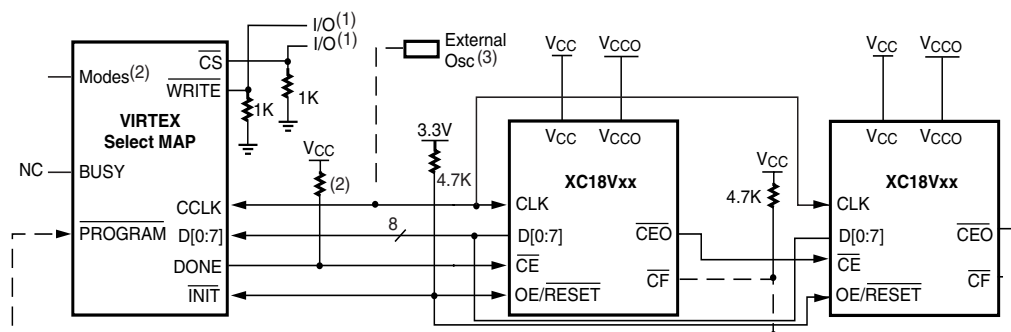 I/O(1)
I/O(1)
External
Osc (3)
VCC
VCCO
VCC
VCCO
CS
Modes(2)
WRITE
1K
1K
VIRTEX
Select MAP
3.3V
VCC
VCCO
VCC
VCCO
NC
BUSY
VCC
(2)
4.7K
XC18Vxx
VCC
4.7K
XC18Vxx
CCLK
CLK
CLK
PROGRAM
D[0:7]
8
D[0:7]
CEO
D[0:7]
CEO
DONE
CE
CF
CE
CF
INIT
OE/RESET
OE/RESET